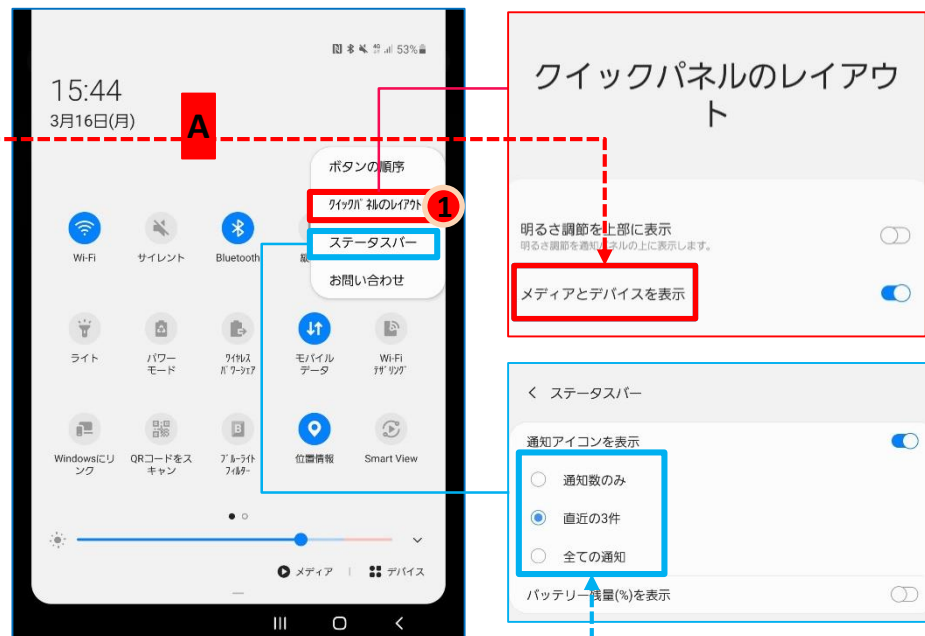 53%
15:44
3月16日(月)
A
ボタンの順序
クイックパネルのレイアウト
1
ステータスバー
お問い合わせ
Wi-Fi
サイレント
Bluetooth
ライト
パワー
モード
ワイヤレス
パワーシェア
モバイル
データ
Wi-Fi
テザリング
Windowsにリ
ンク
QRコードをス
キャン
ブルーライト
フィルター
位置情報
Smart View
メディア
デバイス
クイックパネルのレイアウ
ト
明るさ調節を上部に表示
明るさ調節を通知パネルの上に表示します。
メディアとデバイスを表示
ステータスバー
通知アイコンを表示
通知数のみ
直近の3件
全ての通知
バッテリー残量(%)を表示